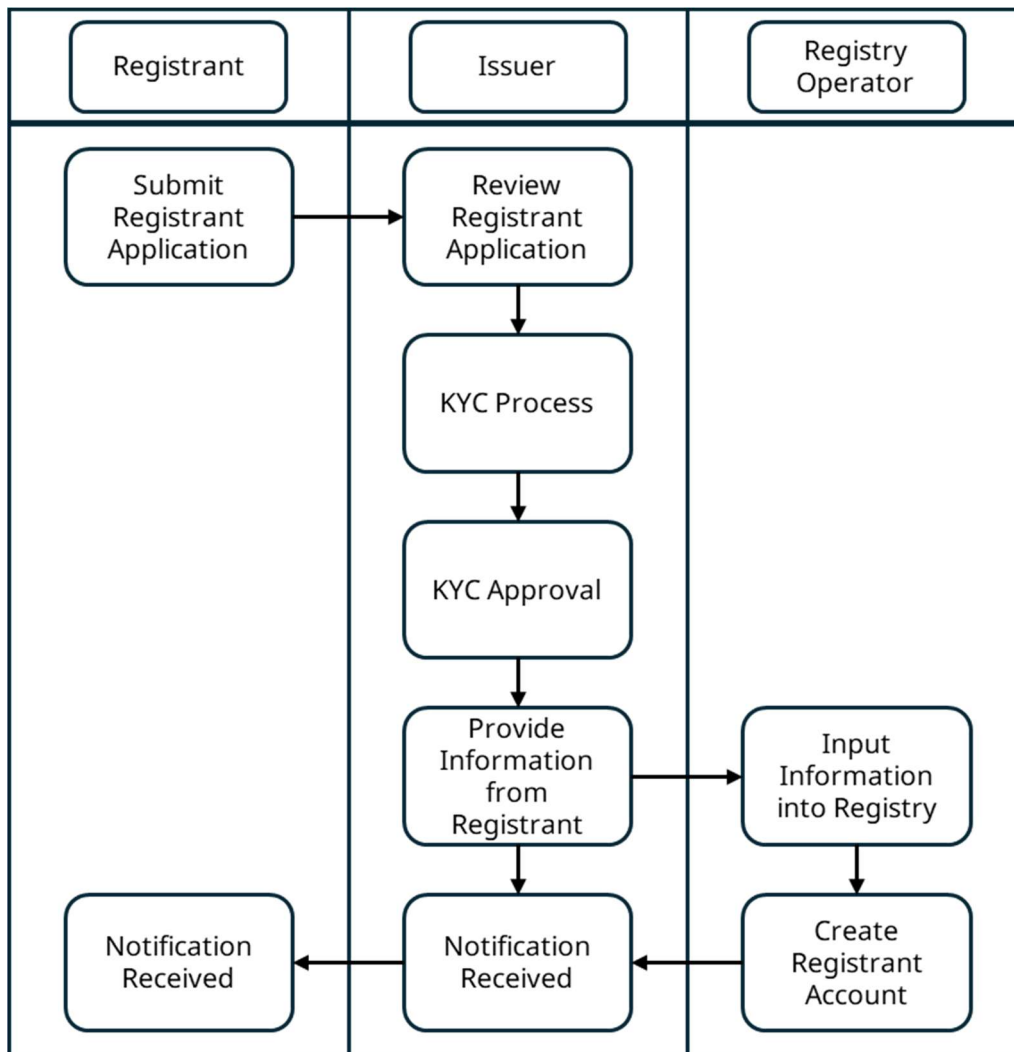 Registrant
Issuer
Registry
Operator
Submit
Registrant
Application
Review
Registrant
Application
KYC Process
KYC Approval
Provide
Information
from
Registrant
Input
Information
into Registry
Notification
Received
Notification
Received
Create
Registrant
Account